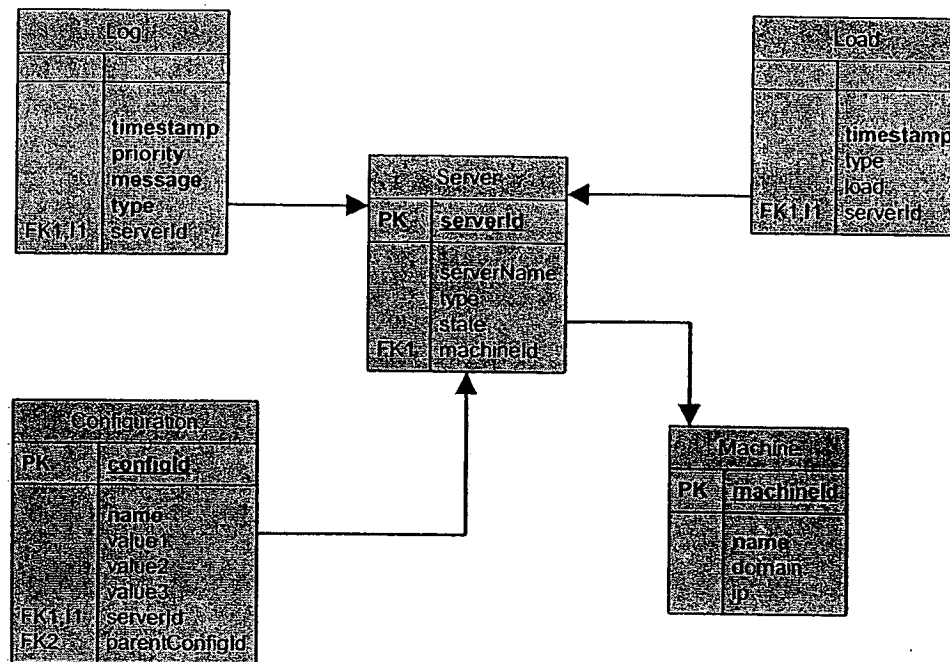 Log
timestamp
priority
message
type
FK1,I1 serverId
Load
timestamp
type
load
FK1,I1 serverId
Server
PK serverId
serverName
type
state
FK1 machineId
Configuration
PK configId
name
value1
value2
value3
FK1,I1 serverId
FK2 parentConfigId
Machine
PK machineId
name
domain
ip